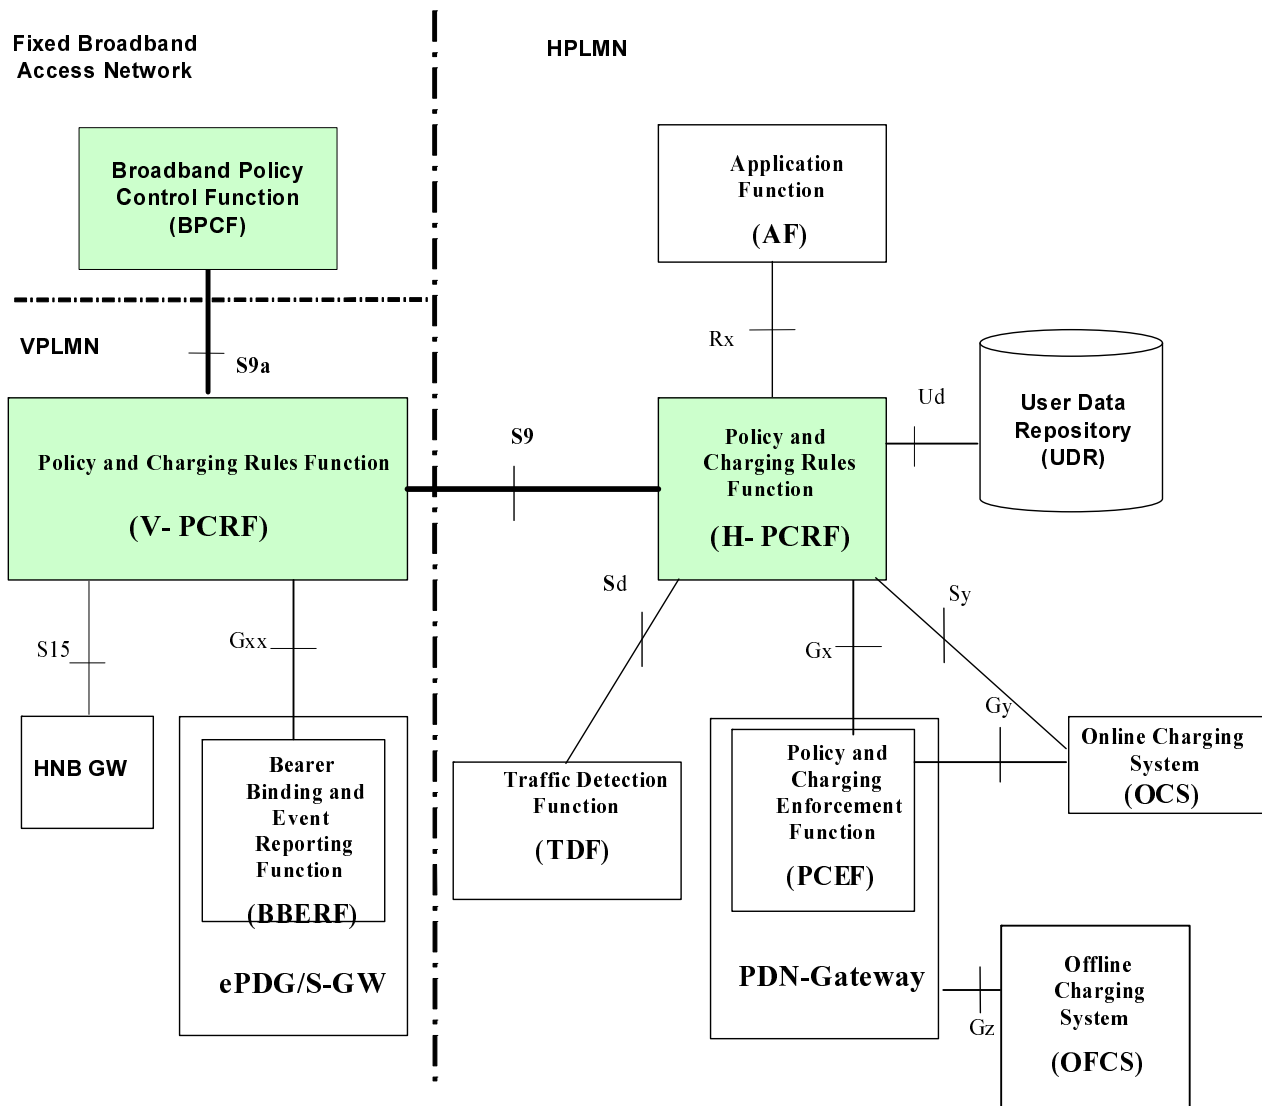 Fixed Broadband
Access Network
HPLMN
Broadband Policy
Control Function
(BPCF)
Application
Function
(AF)
VPLMN
S9a
Rx
Ud
User Data
Repository
(UDR)
Policy and Charging Rules Function
(V- PCRF)
S9
Policy and
Charging Rules
Function
(H- PCRF)
S15
Gxx
Sd
Gx
Sy
Gy
HNB GW
Bearer
Binding and
Event
Reporting
Function
(BBERF)
ePDG/S-GW
Traffic Detection
Function
(TDF)
Policy and
Charging
Enforcement
Function
(PCEF)
PDN-Gateway
Online Charging
System
(OCS)
Gz
Offline
Charging
System
(OFCS)